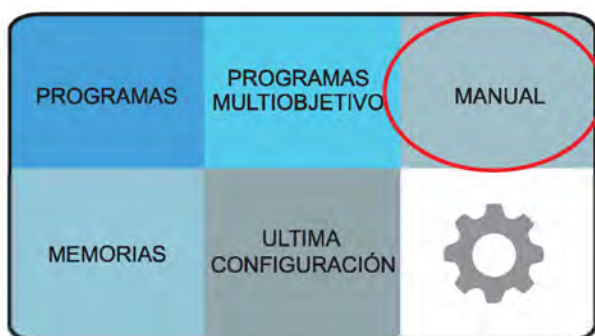 PROGRAMAS
PROGRAMAS
MULTIOBJETIVO
MANUAL
MEMORIAS
ULTIMA
CONFIGURACIÓN